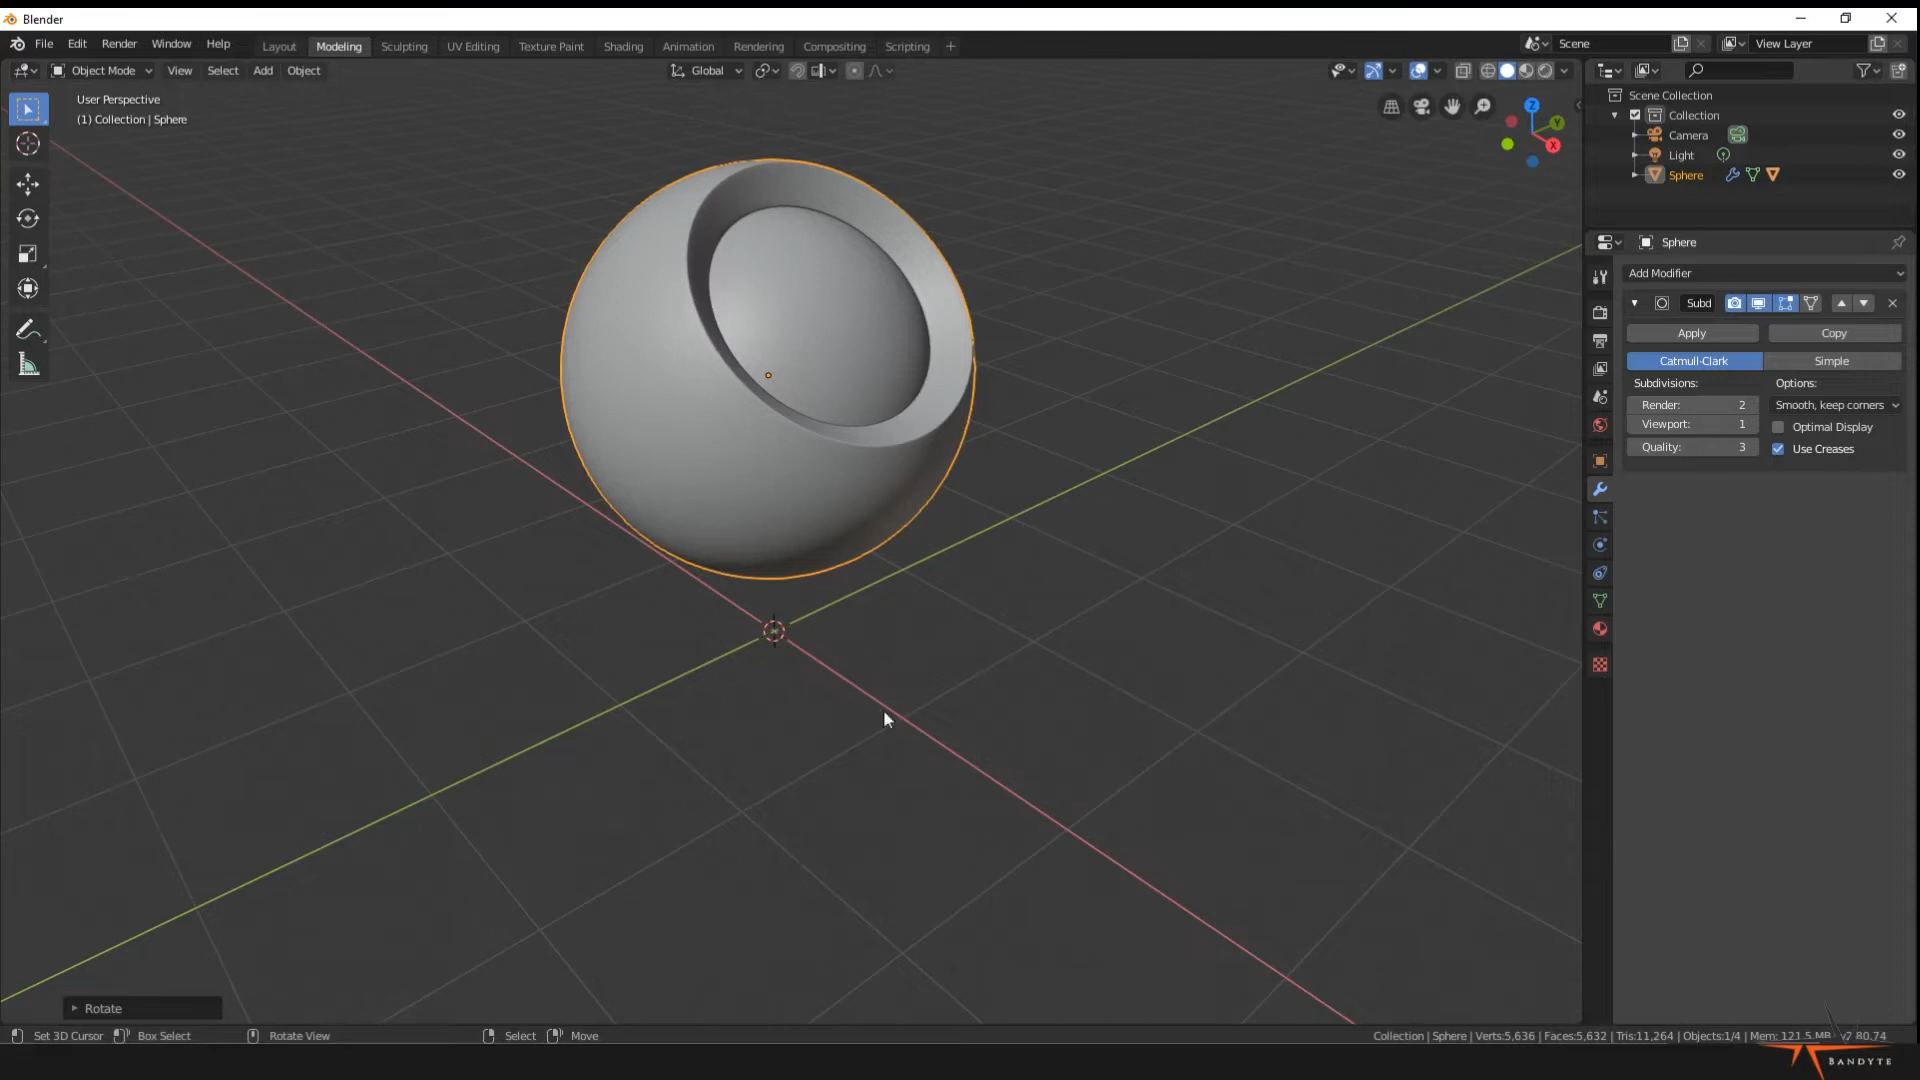 Blender
File Edit Render Window Help Layout Modeling Sculpting UV Editing Texture Paint Shading Animation Rendering Compositing Scripting + Scene View Layer
Object Mode View Select Add Object Global
User Perspective
(1) Collection | Sphere
Z
Y
X
Scene Collection
Collection
Camera
Light
Sphere
Sphere
Add Modifier
Subd
Apply Copy
Catmull-Clark Simple
Subdivisions: Options:
Render: 2 Smooth, keep corners
Viewport: 1 Optimal Display
Quality: 3 Use Creases
Rotate
Set 3D Cursor Box Select Rotate View Select Move
Collection | Sphere | Verts:5,636 | Faces:5,632 | Tris:11,264 | Objects:1/4 | Mem: 121.5 MB 80.74
BANDYTE